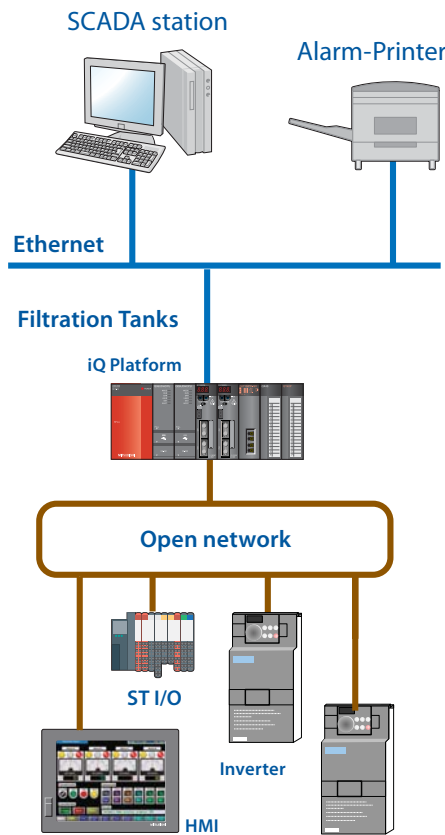 SCADA station
Alarm-Printer
Ethernet
Filtration Tanks
iQ Platform
Open network
ST I/O
Inverter
HMI